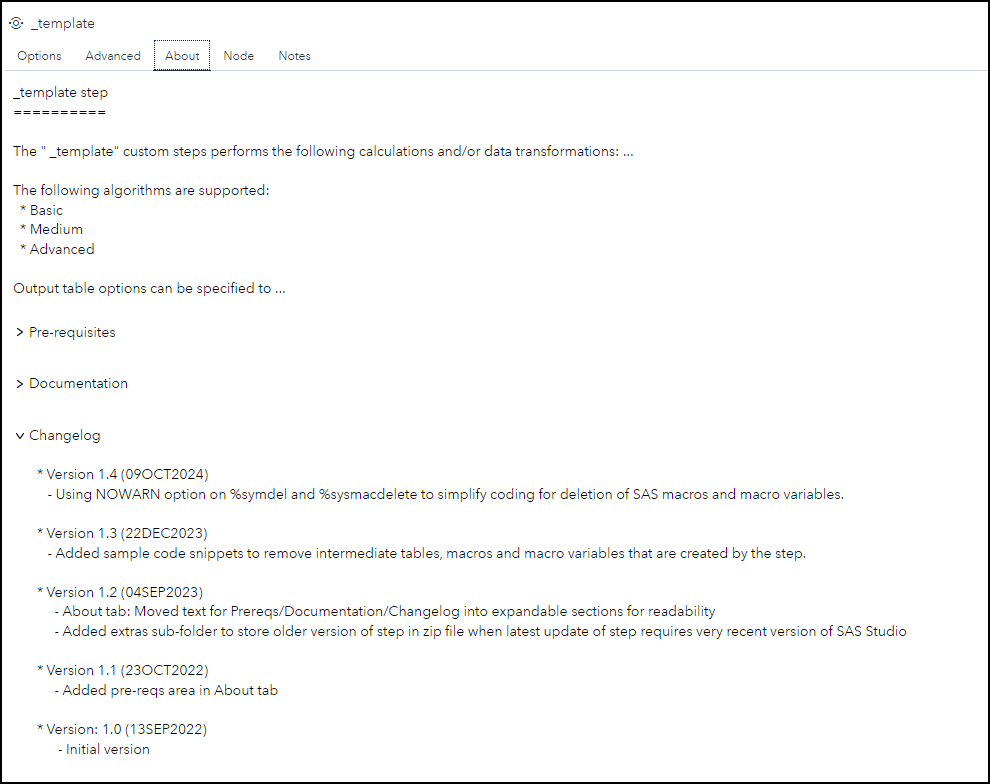 _template
Options Advanced About Node Notes
_template step
==========
The " _template" custom steps performs the following calculations and/or data transformations: ...
The following algorithms are supported:
* Basic
* Medium
* Advanced
Output table options can be specified to ...
> Pre-requisites
> Documentation
Changelog
* Version 1.4 (09OCT2024)
- Using NOWARN option on %symdel and %sysmacdelete to simplify coding for deletion of SAS macros and macro variables.
* Version 1.3 (22DEC2023)
- Added sample code snippets to remove intermediate tables, macros and macro variables that are created by the step.
* Version 1.2 (04SEP2023)
- About tab: Moved text for Prereqs/Documentation/Changelog into expandable sections for readability
- Added extras sub-folder to store older version of step in zip file when latest update of step requires very recent version of SAS Studio
* Version 1.1 (23OCT2022)
- Added pre-reqs area in About tab
* Version: 1.0 (13SEP2022)
- Initial version